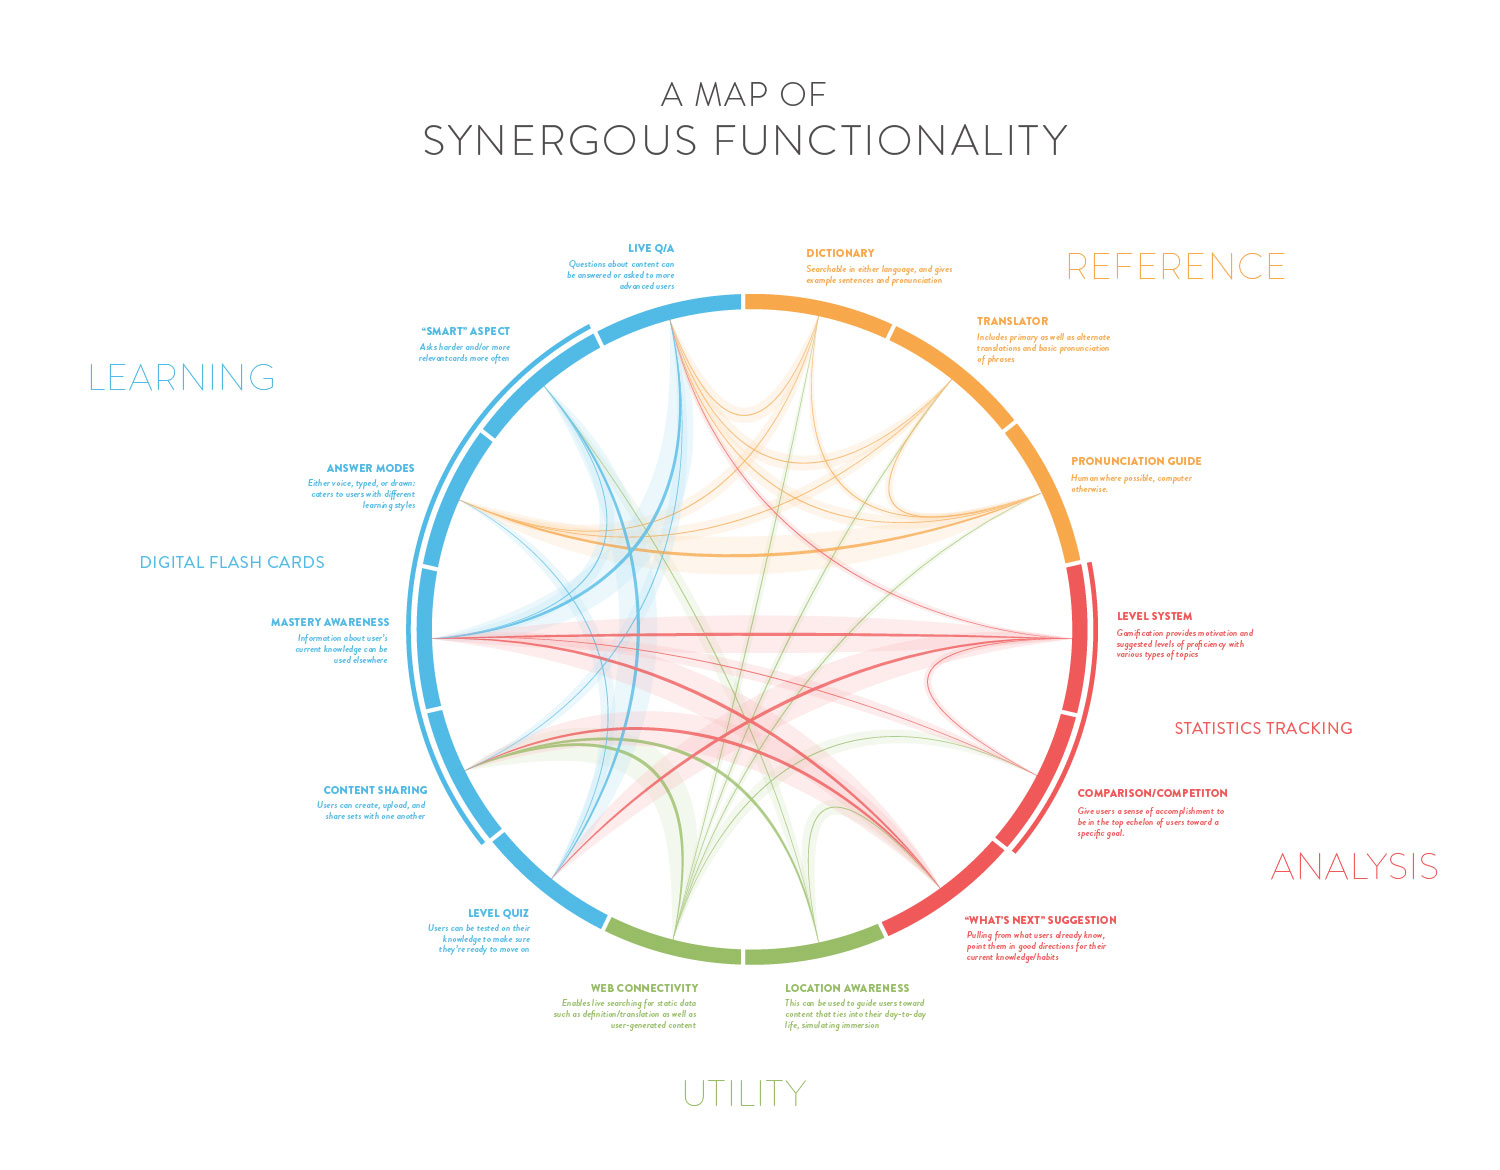 A MAP OF
SYNERGOUS FUNCTIONALITY
LIVE Q/A
Questions about content can
be answered or asked to more
advanced users
DICTIONARY
Searchable in either language, and gives
example sentences and pronunciation
REFERENCE
"SMART" ASPECT
Asks harder and/or more
relevantcards more often
TRANSLATOR
Includes primary as well as alternate
translations and basic pronunciation
of phrases
LEARNING
ANSWER MODES
Either voice, typed, or drawn:
caters to users with different
learning styles
PRONUNCIATION GUIDE
Human where possible, computer
otherwise.
DIGITAL FLASH CARDS
MASTERY AWARENESS
Information about user's
current knowledge can be
used elsewhere
LEVEL SYSTEM
Gamification provides motivation and
suggested levels of proficiency with
various types of topics
STATISTICS TRACKING
CONTENT SHARING
Users can create, upload, and
share sets with one another
COMPARISON/COMPETITON
Give users a sense of accomplishment to
be in the top echelon of users toward a
specific goal.
ANALYSIS
LEVEL QUIZ
Users can be tested on their
knowledge to make sure
they're ready to move on
"WHAT'S NEXT" SUGGESTION
Pulling from what users already know,
point them in good directions for their
current knowledge/habits
WEB CONNECTIVITY
Enables live searching for static data
such as definition/translation as well as
user-generated content
LOCATION AWARENESS
This can be used to guide users toward
content that ties into their day-to-day
life, simulating immersion
UTILITY